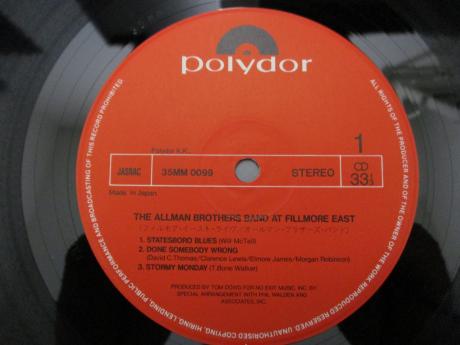 polydor
Polydor K.K.,
1
JASRAC
35MM 0099
STEREO
CD
33 1/3
Made in Japan
THE ALLMAN BROTHERS BAND AT FILLMORE EAST
(フィルモア・イースト・ライヴ/オールマン・ブラザーズ・バンド)
1. STATESBORO BLUES (Will McTell)
2. DONE SOMEBODY WRONG
(David C.Thomas/Clarence Lewis/Elmore James/Morgan Robinson)
3. STORMY MONDAY (T.Bone Walker)
PRODUCED BY TOM DOWD FOR NO EXIT MUSIC, INC. BY
SPECIAL ARRANGEMENT WITH PHIL WALDEN AND
ASSOCIATES, INC.
ALL RIGHTS OF THE PRODUCER AND OF THE OWNER OF THE WORK REPRODUCED RESERVED. UNAUTHORISED COPYING, HIRING, LENDING, PUBLIC PERFORMANCE AND BROADCASTING OF THIS RECORD PROHIBITED